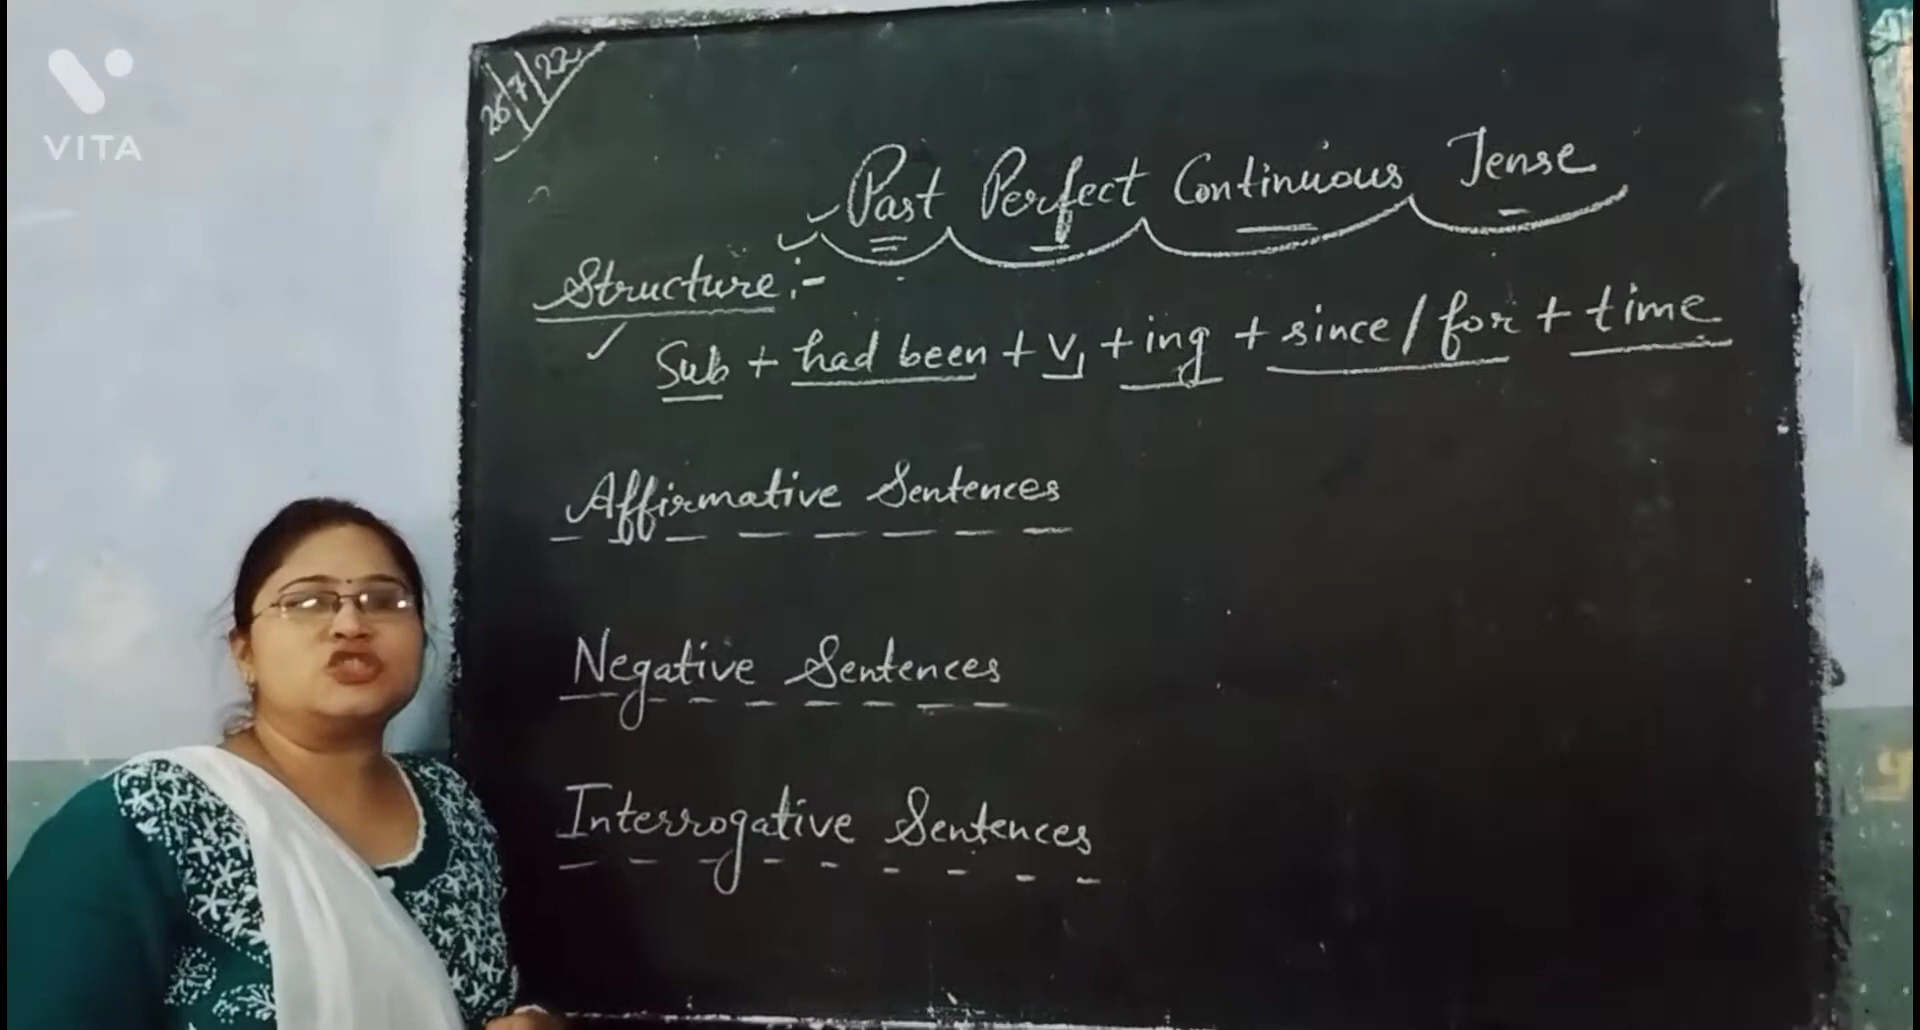 VITA
26/7/22
Past Perfect Continuous Tense
Structure:-
Sub + had been + V1 + ing + since / for + time
Affirmative Sentences
Negative Sentences
Interrogative Sentences